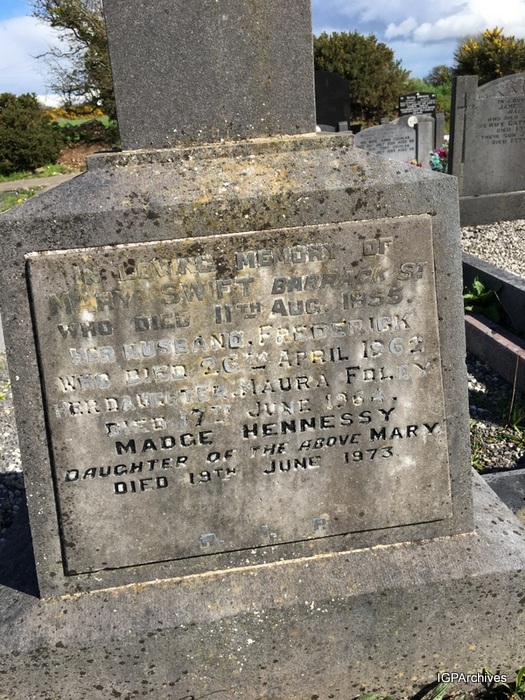 IN LOVING MEMORY OF
MARY SWIFT BARRACK ST
WHO DIED 11TH AUG. 1955.
HER HUSBAND, FREDERICK
WHO DIED 26TH APRIL 1962
HER DAUGHTER, MAURA FOLEY
DIED 17TH JUNE 1964.
MADGE HENNESSY
DAUGHTER OF THE ABOVE MARY
DIED 19TH JUNE 1973
R. I. P.
IGPArchives